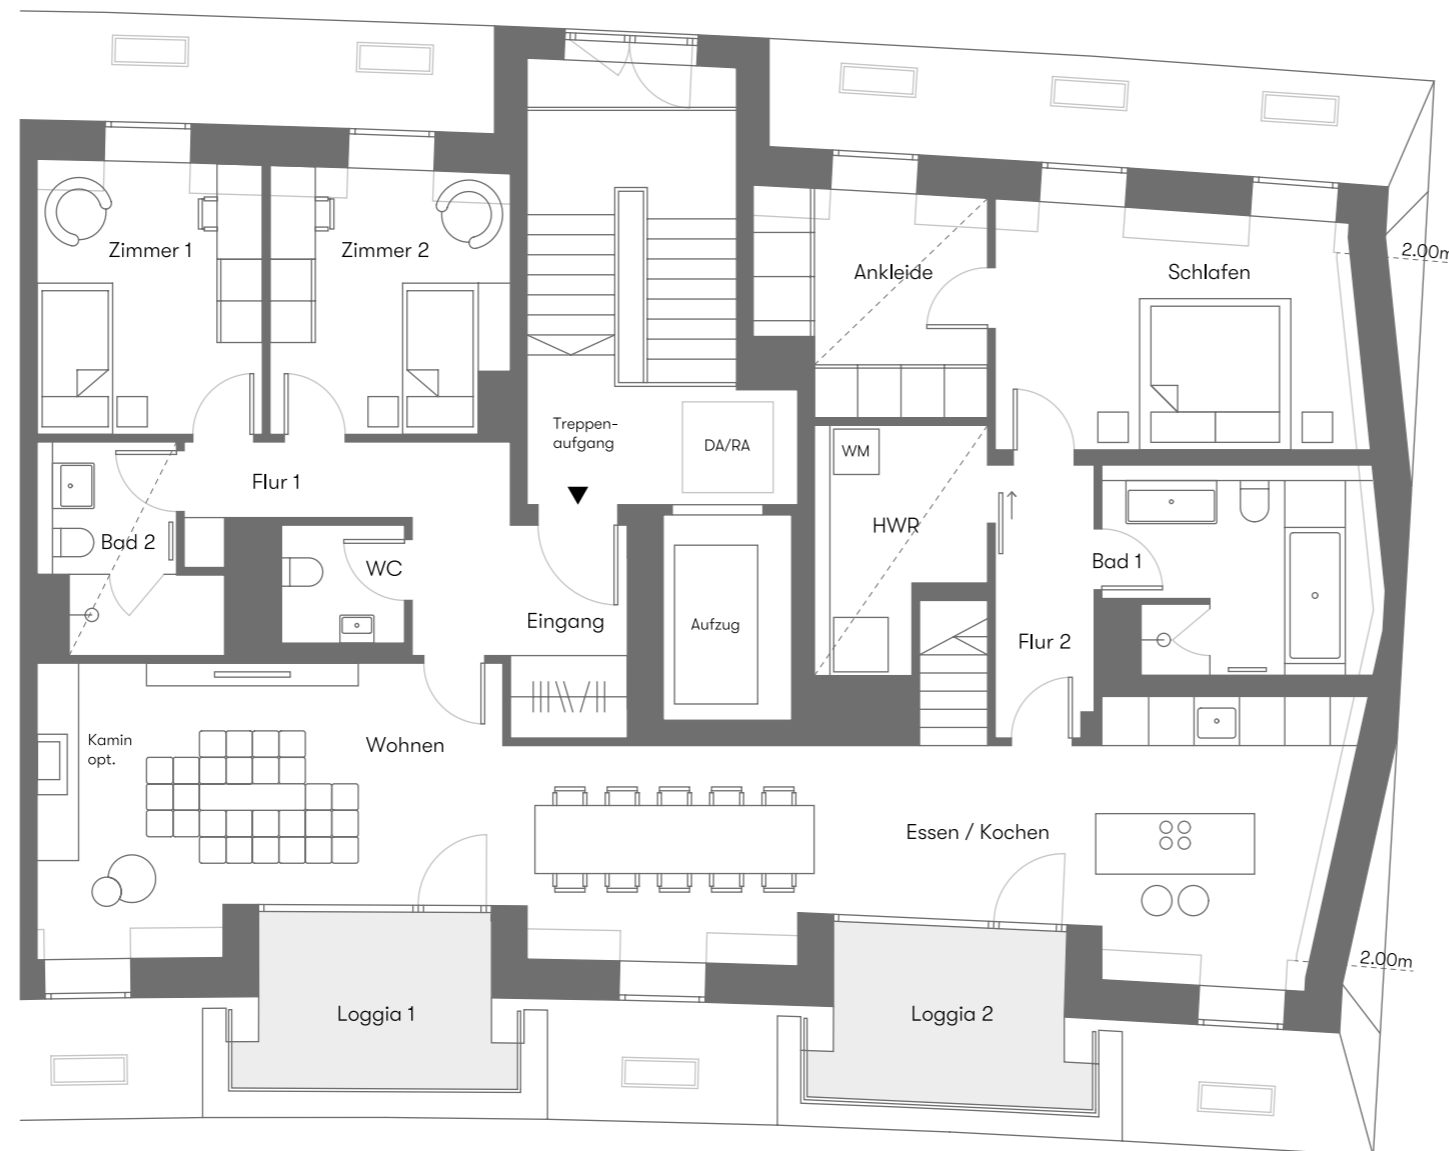 2.00m
Zimmer 1
Zimmer 2
Ankleide
Schlafen
Treppen-
aufgang
DA/RA
WM
Flur 1
HWR
Bad 2
WC
Bad 1
Eingang
Aufzug
Flur 2
Kamin
opt.
Wohnen
Essen / Kochen
2.00m
Loggia 1
Loggia 2